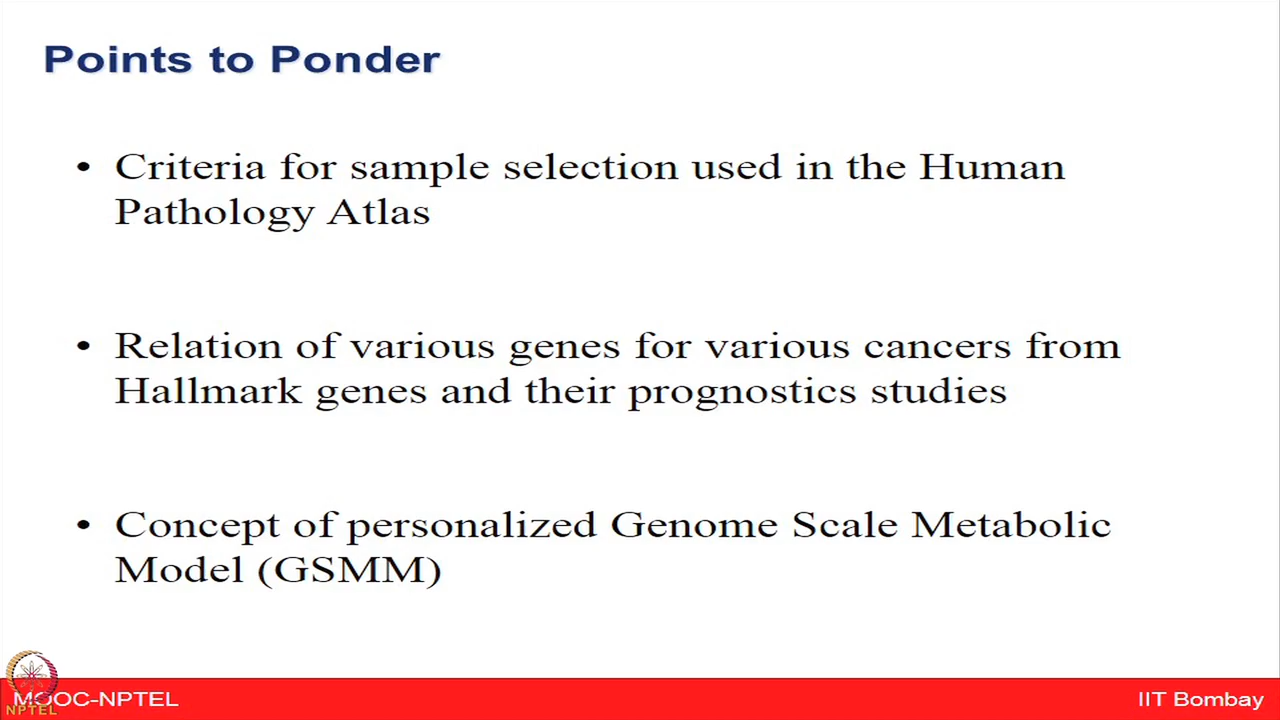 Points to Ponder
• Criteria for sample selection used in the Human
Pathology Atlas
• Relation of various genes for various cancers from
Hallmark genes and their prognostics studies
• Concept of personalized Genome Scale Metabolic
Model (GSMM)
MOOC-NPTEL
NPTEL
IIT Bombay